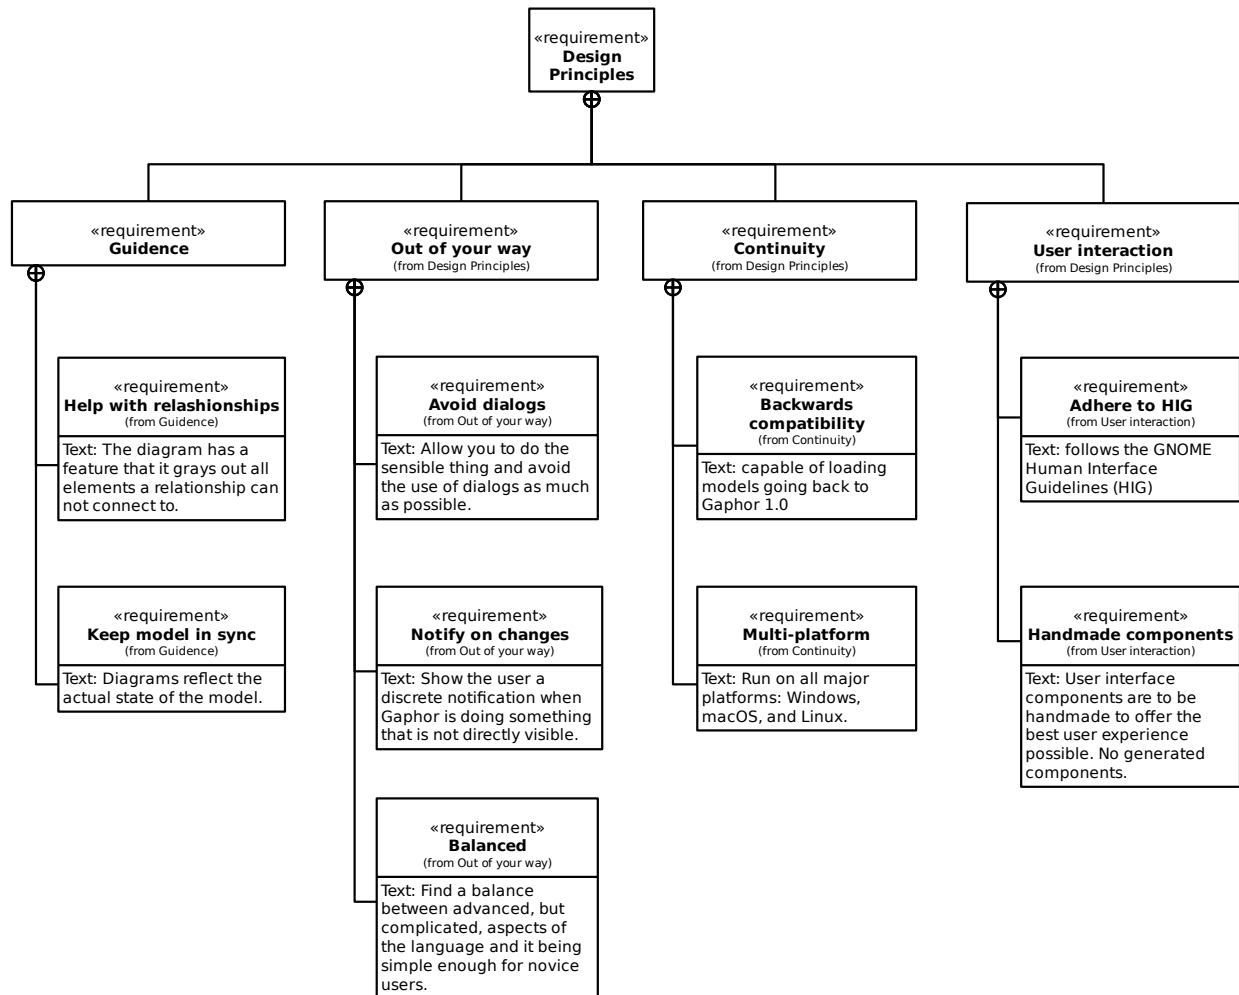 «requirement»
Design
Principles
«requirement»
Guidence
«requirement»
Out of your way
(from Design Principles)
«requirement»
Continuity
(from Design Principles)
«requirement»
User interaction
(from Design Principles)
«requirement»
Help with relashionships
(from Guidence)
Text: The diagram has a
feature that it grays out all
elements a relationship can
not connect to.
«requirement»
Avoid dialogs
(from Out of your way)
Text: Allow you to do the
sensible thing and avoid
the use of dialogs as much
as possible.
«requirement»
Backwards
compatibility
(from Continuity)
Text: capable of loading
models going back to
Gaphor 1.0
«requirement»
Adhere to HIG
(from User interaction)
Text: follows the GNOME
Human Interface
Guidelines (HIG)
«requirement»
Keep model in sync
(from Guidence)
Text: Diagrams reflect the
actual state of the model.
«requirement»
Notify on changes
(from Out of your way)
Text: Show the user a
discrete notification when
Gaphor is doing something
that is not directly visible.
«requirement»
Multi-platform
(from Continuity)
Text: Run on all major
platforms: Windows,
macOS, and Linux.
«requirement»
Handmade components
(from User interaction)
Text: User interface
components are to be
handmade to offer the
best user experience
possible. No generated
components.
«requirement»
Balanced
(from Out of your way)
Text: Find a balance
between advanced, but
complicated, aspects of
the language and it being
simple enough for novice
users.